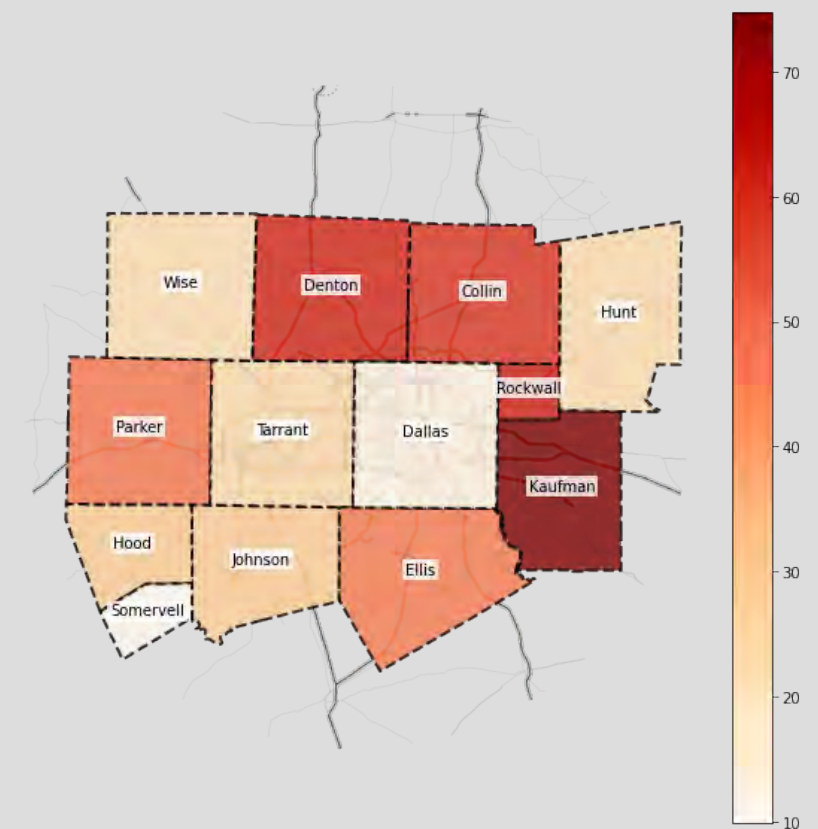 70
60
Wise
Denton
Collin
Hunt
50
Parker
Tarrant
Dallas
Rockwall
40
Kaufman
Hood
Johnson
Ellis
30
Somervell
20
10